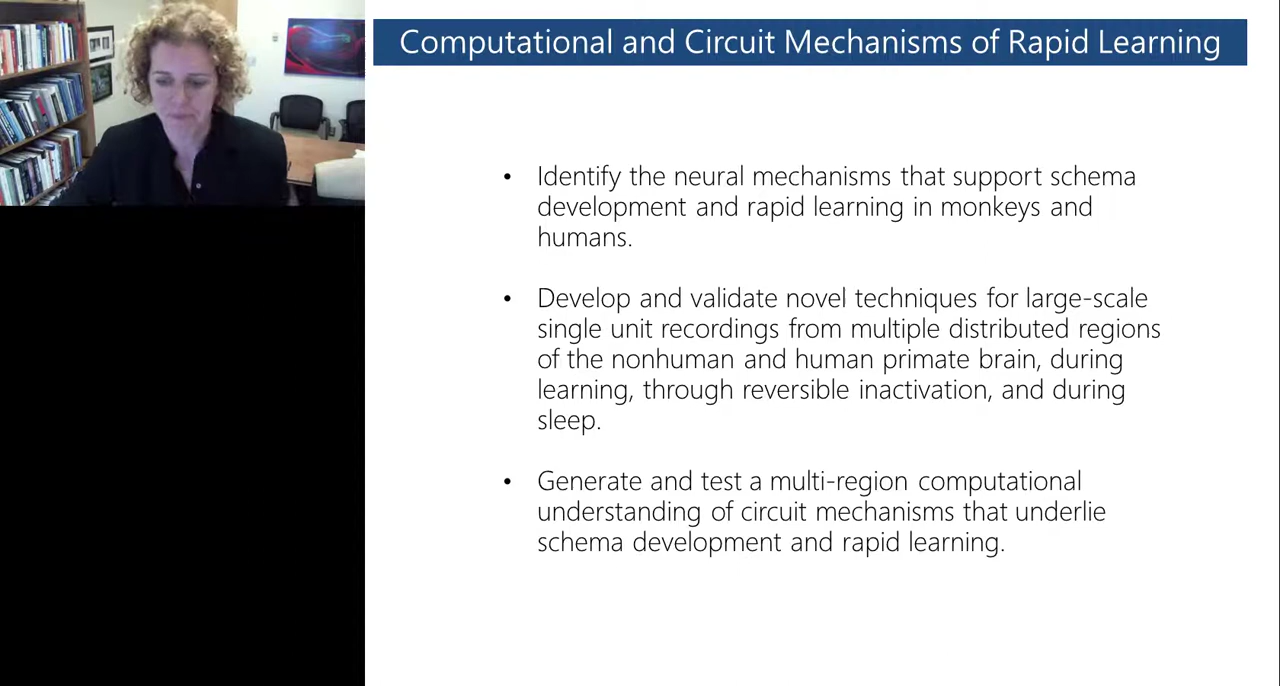 Computational and Circuit Mechanisms of Rapid Learning
• Identify the neural mechanisms that support schema
development and rapid learning in monkeys and
humans.
• Develop and validate novel techniques for large-scale
single unit recordings from multiple distributed regions
of the nonhuman and human primate brain, during
learning, through reversible inactivation, and during
sleep.
• Generate and test a multi-region computational
understanding of circuit mechanisms that underlie
schema development and rapid learning.